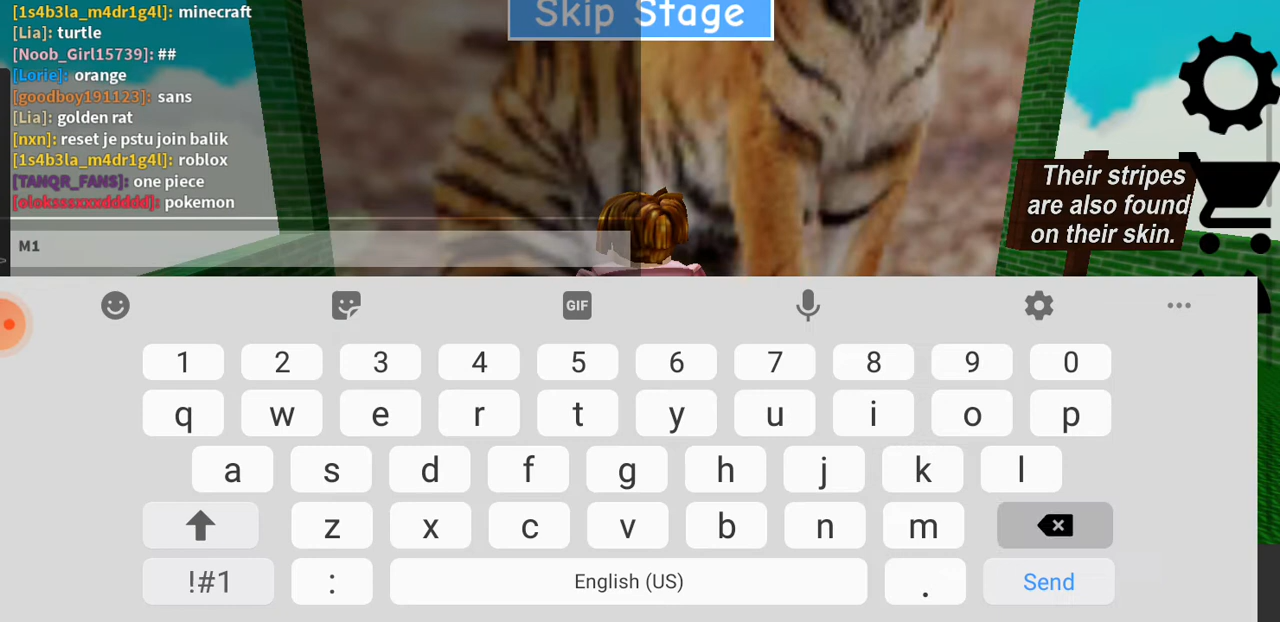 [1s4b3la_m4dr1g4l]: minecraft
[Lia]: turtle
[Noob_Girl15739]: ##
[Lorie]: orange
[goodboy191123]: sans
[Lia]: golden rat
[nxn]: reset je pstu join balik
[1s4b3la_m4dr1g4l]: roblox
[TANQR_FANS]: one piece
[oloksasxxxddddd]: pokemon
M1
Skip Stage
Their stripes
are also found
on their skin.
GIF
1 2 3 4 5 6 7 8 9 0
q w e r t y u i o p
a s d f g h j k l
z x c v b n m
!#1 : English (US) . Send